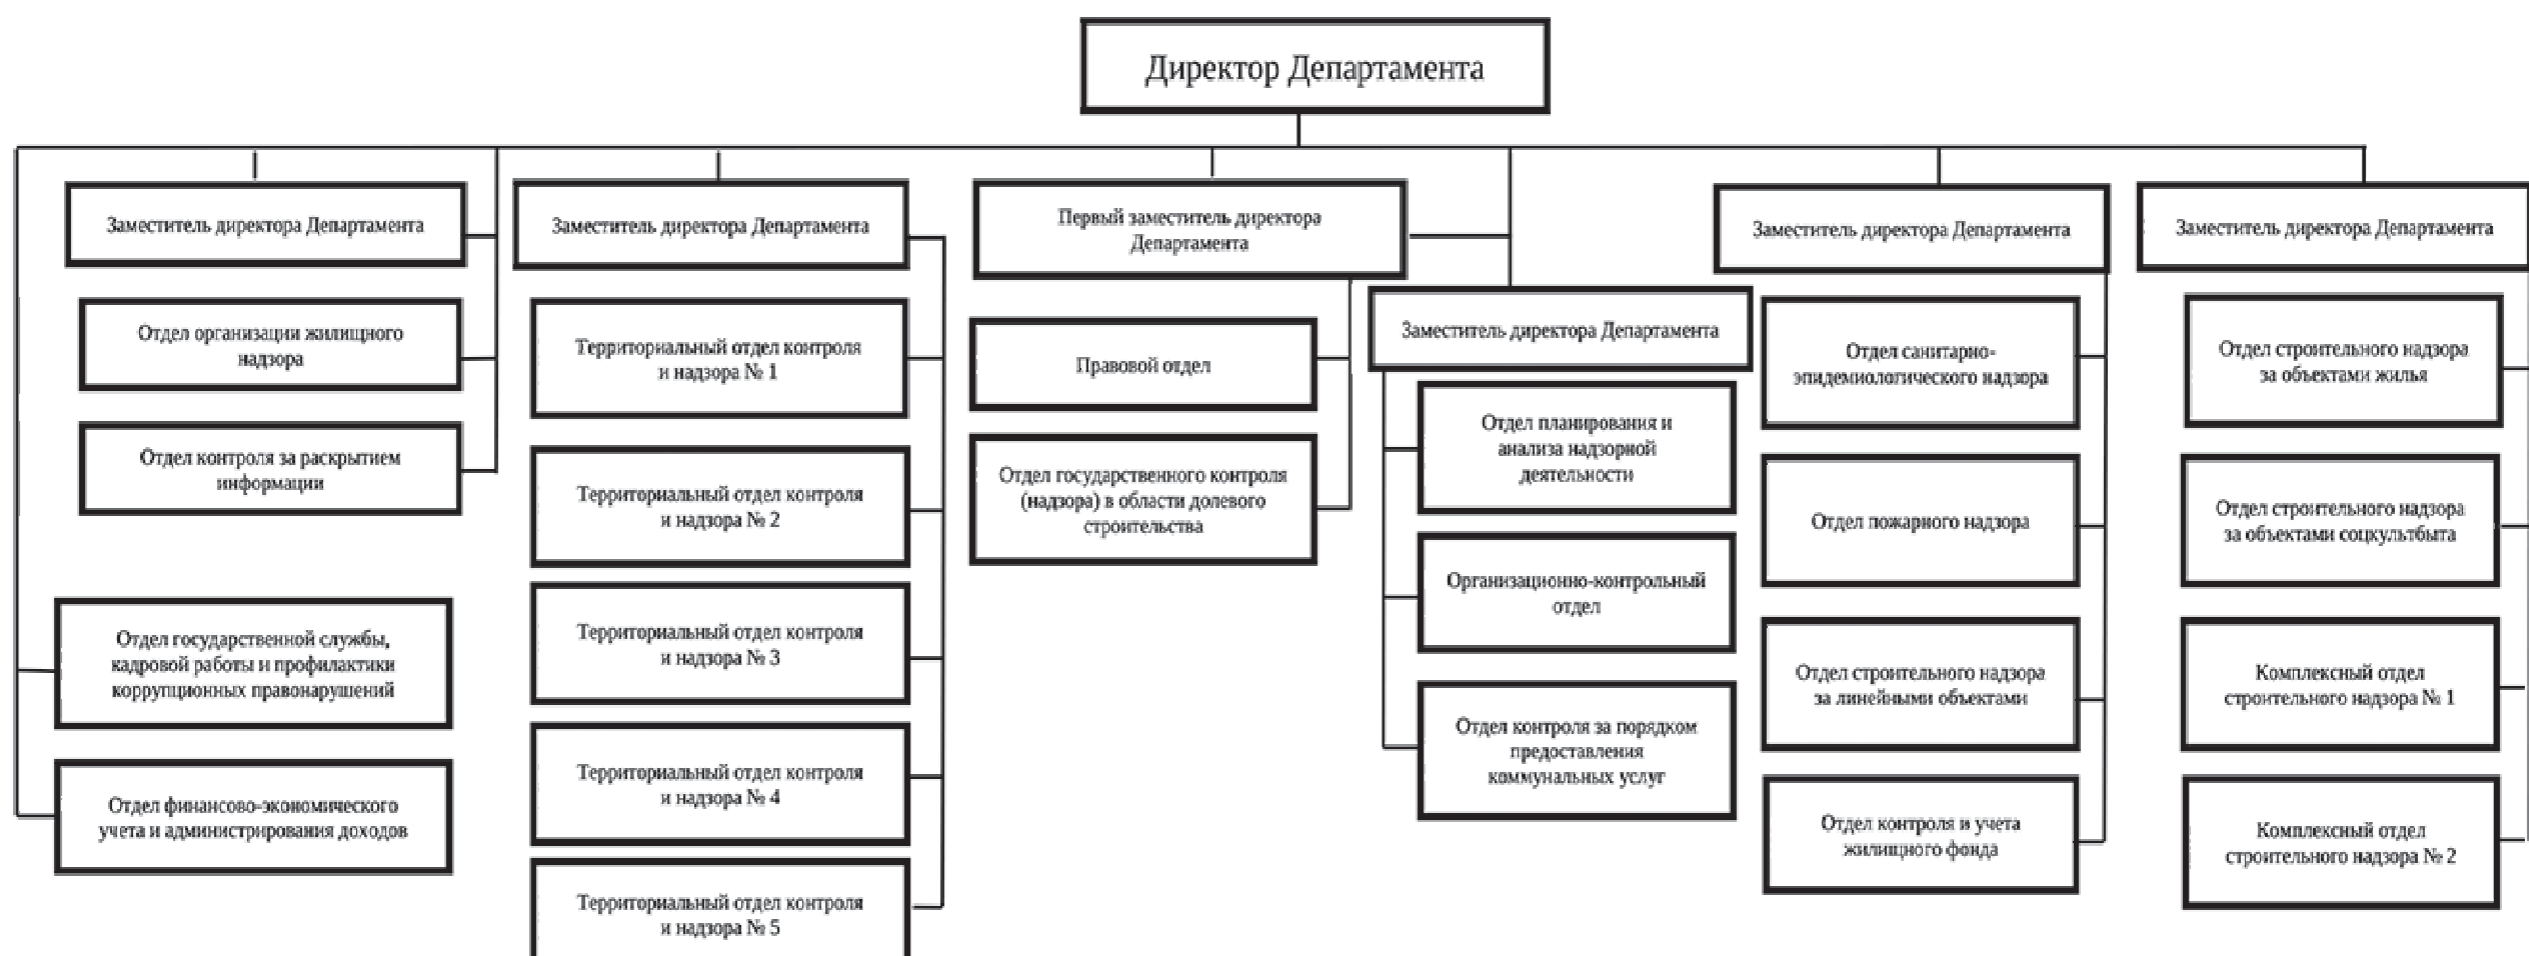 Директор Департамента
Заместитель директора Департамента
Отдел организации жилищного
надзора
Отдел контроля за раскрытием
информации
Отдел государственной службы,
кадровой работы и профилактики
коррупционных правонарушений
Отдел финансово-экономического
учета и администрирования доходов
Заместитель директора Департамента
Территориальный отдел контроля
и надзора № 1
Территориальный отдел контроля
и надзора № 2
Территориальный отдел контроля
и надзора № 3
Территориальный отдел контроля
и надзора № 4
Территориальный отдел контроля
и надзора № 5
Первый заместитель директора
Департамента
Правовой отдел
Отдел государственного контроля
(надзора) в области долевого
строительства
Заместитель директора Департамента
Отдел планирования и
анализа надзорной
деятельности
Организационно-контрольный
отдел
Отдел контроля за порядком
предоставления
коммунальных услуг
Заместитель директора Департамента
Отдел санитарно-
эпидемиологического надзора
Отдел пожарного надзора
Отдел строительного надзора
за линейными объектами
Отдел контроля и учета
жилищного фонда
Заместитель директора Департамента
Отдел строительного надзора
за объектами жилья
Отдел строительного надзора
за объектами соцкультбыта
Комплексный отдел
строительного надзора № 1
Комплексный отдел
строительного надзора № 2